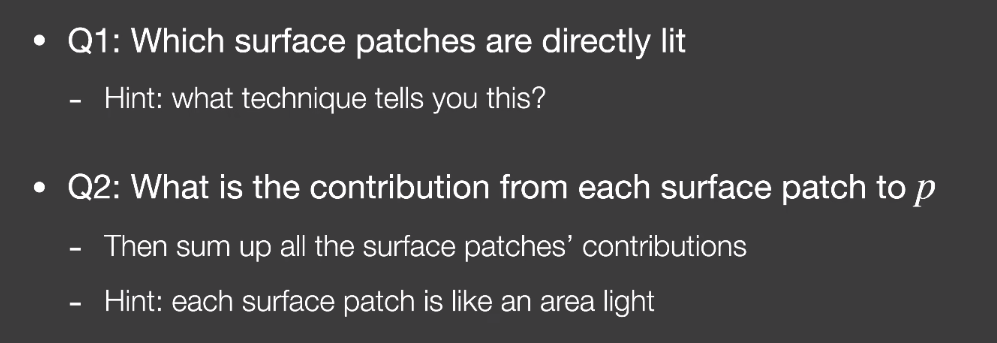 • Q1: Which surface patches are directly lit
- Hint: what technique tells you this?
• Q2: What is the contribution from each surface patch to p
- Then sum up all the surface patches’ contributions
- Hint: each surface patch is like an area light